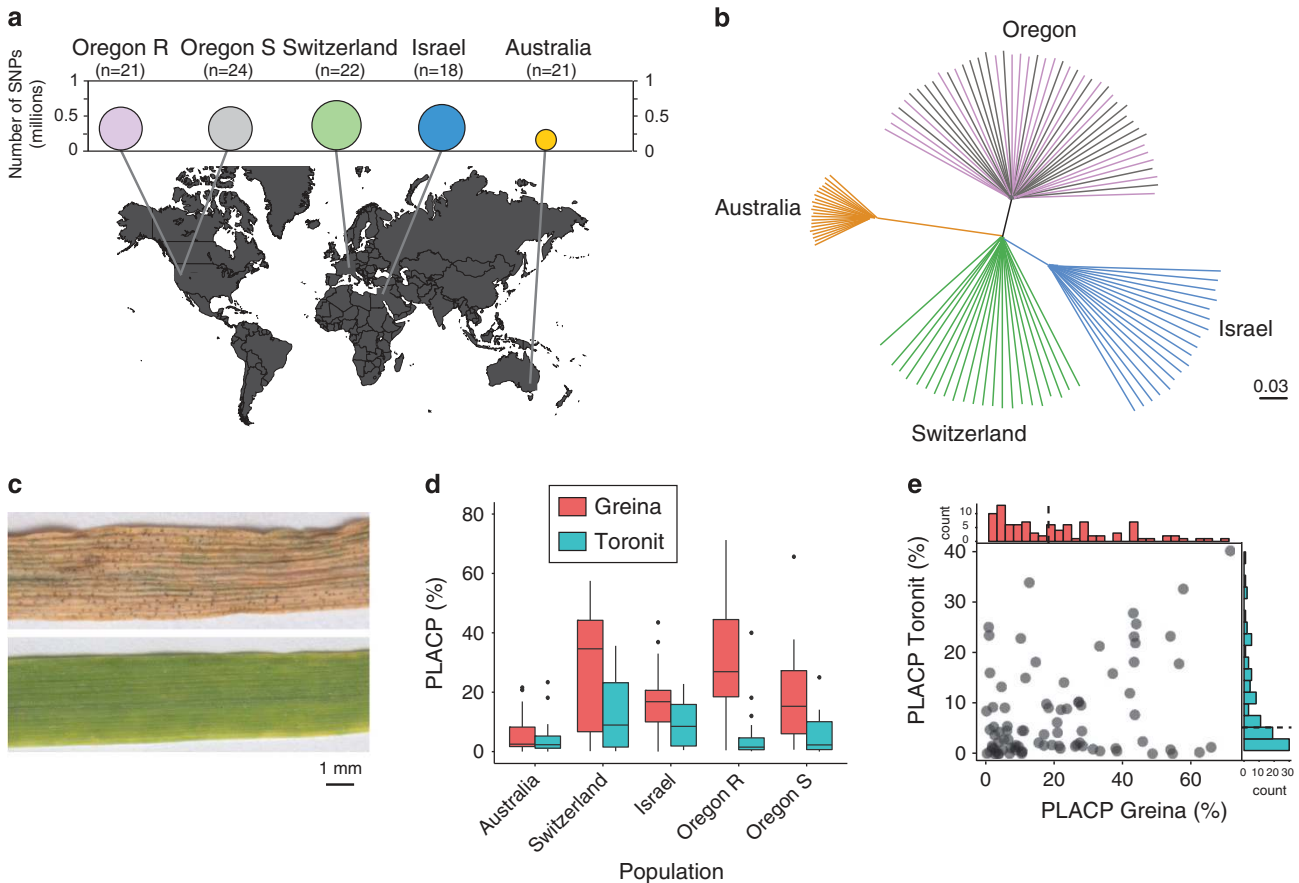 a
Oregon R Oregon S Switzerland Israel Australia
(n=21) (n=24) (n=22) (n=18) (n=21)
Number of SNPs
(millions)
1
0.5
0
1
0.5
0
b
Oregon
Australia
Israel
Switzerland
0.03
c
1 mm
d
Greina
Toronit
PLACP (%)
80
60
40
20
0
Australia
Switzerland
Israel
Oregon R
Oregon S
Population
e
count
10
5
0
PLACP Toronit (%)
40
30
20
10
0
0 20 40 60
PLACP Greina (%)
0 10 20 30
count